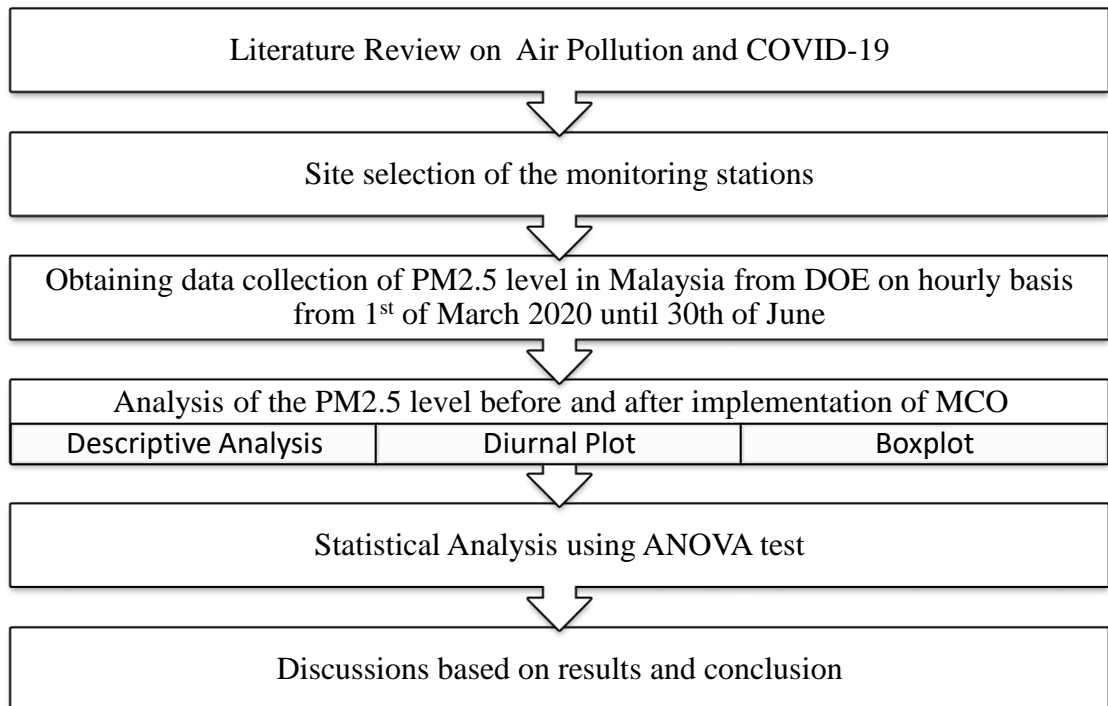 Literature Review on Air Pollution and COVID-19
Site selection of the monitoring stations
Obtaining data collection of PM2.5 level in Malaysia from DOE on hourly basis
from 1st of March 2020 until 30th of June
Analysis of the PM2.5 level before and after implementation of MCO
Descriptive Analysis
Diurnal Plot
Boxplot
Statistical Analysis using ANOVA test
Discussions based on results and conclusion